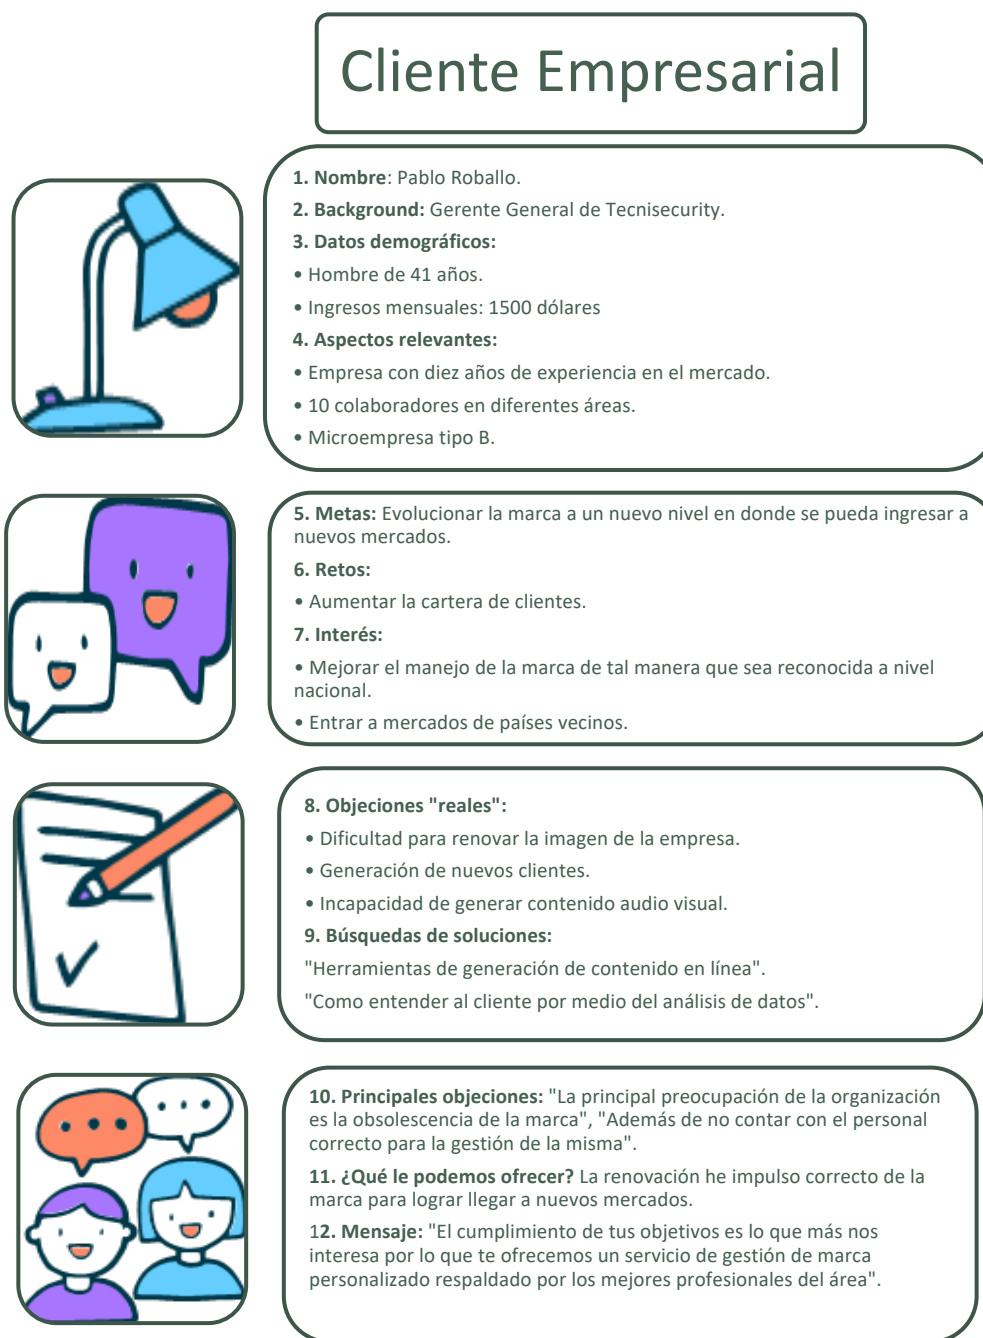 Cliente Empresarial
1. Nombre: Pablo Roballo.
2. Background: Gerente General de Tecnisecurity.
3. Datos demográficos:
• Hombre de 41 años.
• Ingresos mensuales: 1500 dólares
4. Aspectos relevantes:
• Empresa con diez años de experiencia en el mercado.
• 10 colaboradores en diferentes áreas.
• Microempresa tipo B.
5. Metas: Evolucionar la marca a un nuevo nivel en donde se pueda ingresar a
nuevos mercados.
6. Retos:
• Aumentar la cartera de clientes.
7. Interés:
• Mejorar el manejo de la marca de tal manera que sea reconocida a nivel
nacional.
• Entrar a mercados de países vecinos.
8. Objeciones "reales":
• Dificultad para renovar la imagen de la empresa.
• Generación de nuevos clientes.
• Incapacidad de generar contenido audio visual.
9. Búsquedas de soluciones:
"Herramientas de generación de contenido en línea".
"Como entender al cliente por medio del análisis de datos".
10. Principales objeciones: "La principal preocupación de la organización
es la obsolescencia de la marca", "Además de no contar con el personal
correcto para la gestión de la misma".
11. ¿Qué le podemos ofrecer? La renovación he impulso correcto de la
marca para lograr llegar a nuevos mercados.
12. Mensaje: "El cumplimiento de tus objetivos es lo que más nos
interesa por lo que te ofrecemos un servicio de gestión de marca
personalizado respaldado por los mejores profesionales del área".